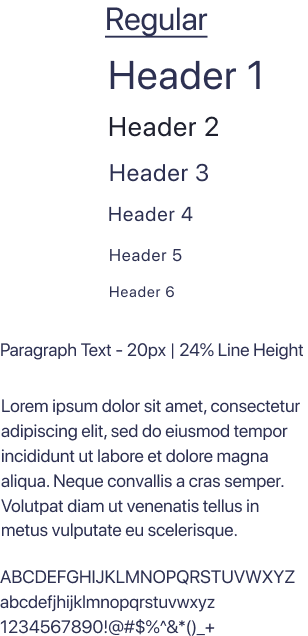 Regular
Header 1
Header 2
Header 3
Header 4
Header 5
Header 6
Paragraph Text - 20px | 24% Line Height
Lorem ipsum dolor sit amet, consectetur
adipiscing elit, sed do eiusmod tempor
incididunt ut labore et dolore magna
aliqua. Neque convallis a cras semper.
Volutpat diam ut venenatis tellus in
metus vulputate eu scelerisque.
ABCDEFGHIJKLMNOPQRSTUVWXYZ
abcdefjhijklmnopqrstuvwxyz
1234567890!@#$%^&*()_+